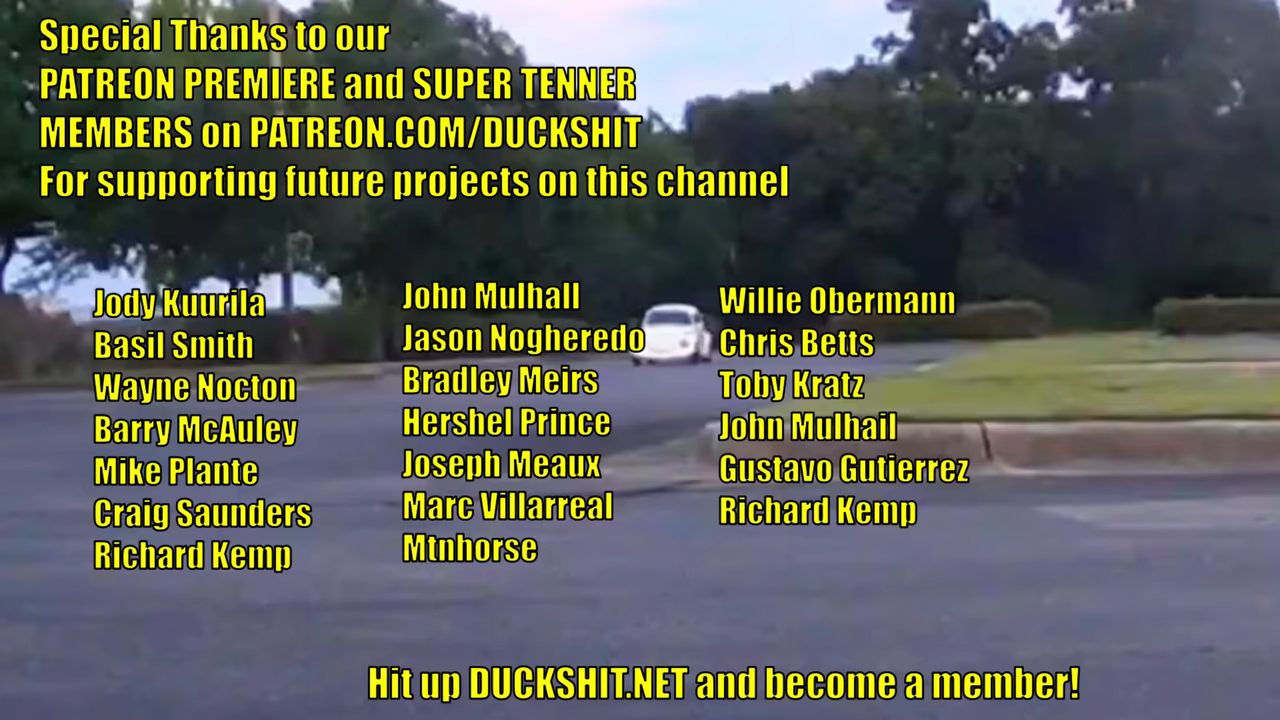 Special Thanks to our
PATREON PREMIERE and SUPER TENNER
MEMBERS on PATREON.COM/DUCKSHIT
For supporting future projects on this channel
Jody Kuurila
Basil Smith
Wayne Nocton
Barry McAuley
Mike Plante
Craig Saunders
Richard Kemp
John Mulhall
Jason Nogheredo
Bradley Meirs
Hershel Prince
Joseph Meaux
Marc Villarreal
Mtnhorse
Willie Obermann
Chris Betts
Toby Kratz
John Mulhail
Gustavo Gutierrez
Richard Kemp
Hit up DUCKSHIT.NET and become a member!